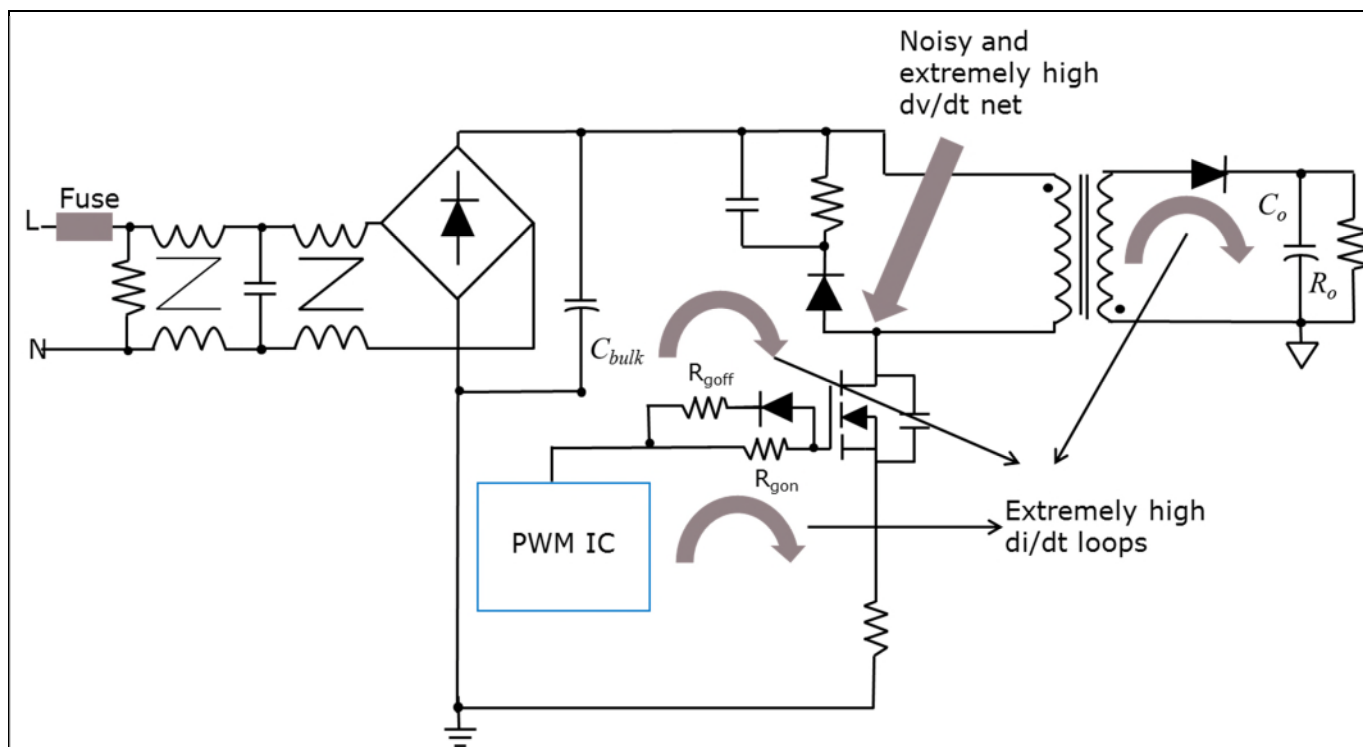 Noisy and
extremely high
dv/dt net
Fuse
L
N
C_bulk
R_goff
R_gon
PWM IC
C_o
R_o
Extremely high
di/dt loops